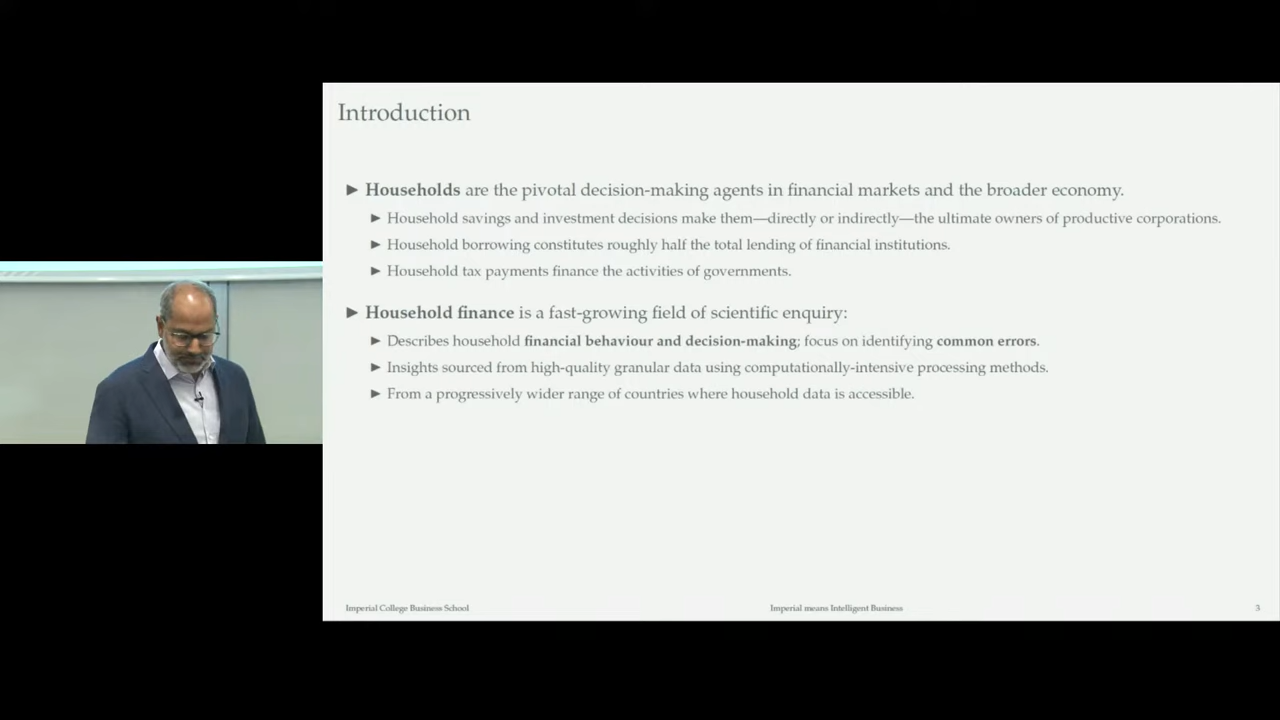 Introduction
► Households are the pivotal decision-making agents in financial markets and the broader economy.
► Household savings and investment decisions make them—directly or indirectly—the ultimate owners of productive corporations.
► Household borrowing constitutes roughly half the total lending of financial institutions.
► Household tax payments finance the activities of governments.
► Household finance is a fast-growing field of scientific enquiry:
► Describes household financial behaviour and decision-making; focus on identifying common errors.
► Insights sourced from high-quality granular data using computationally-intensive processing methods.
► From a progressively wider range of countries where household data is accessible.
Imperial College Business School
Imperial means Intelligent Business
3